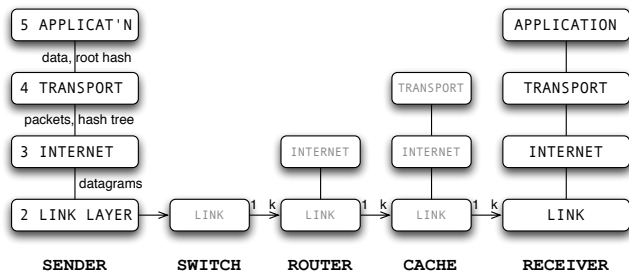 5 APPLICAT'N
APPLICATION
data, root hash
4 TRANSPORT
TRANSPORT
TRANSPORT
packets, hash tree
3 INTERNET
INTERNET
INTERNET
INTERNET
datagrams
2 LINK LAYER
LINK
1 k
LINK
1 k
LINK
1 k
LINK
SENDER SWITCH ROUTER CACHE RECEIVER